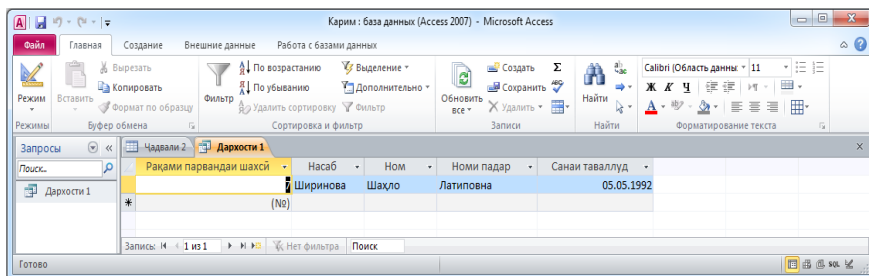 Карим : база данных (Access 2007) - Microsoft Access
Файл Главная Создание Внешние данные Работа с базами данных
Режим
Режимы
Вставить
Вырезать
Копировать
Формат по образцу
Буфер обмена
Фильтр
По возрастанию
По убыванию
Удалить сортировку
Выделение
Дополнительно
Фильтр
Сортировка и фильтр
Обновить все
Создать
Сохранить
Удалить
Записи
Найти
Найти
Calibri (Область данны: 11
Ж К Ч
Форматирование текста
Запросы
Поиск...
Дархости 1
Ҷадвали 2 Дархости 1
Рақами парвандаи шахсӣ Насаб Ном Номи падар Санаи таваллуд
7 Ширинова Шаҳло Латиповна 05.05.1992
* (№)
Запись: 1 из 1 Нет фильтра Поиск
Готово SQL